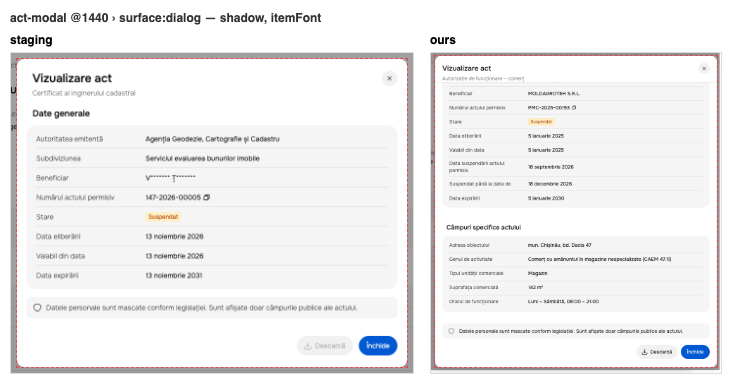 act-modal @1440 › surface:dialog — shadow, itemFont
staging
Vizualizare act
Certificat al inginerului cadastral
Date generale
Autoritatea emitentă Agenția Geodezie, Cartografie și Cadastru
Subdiviziunea Serviciul evaluarea bunurilor imobile
Beneficiar V******* T*******
Numărul actului permisiv 147-2026-00005
Stare Suspendat
Data eliberării 13 noiembrie 2026
Valabil din data 13 noiembrie 2026
Data expirării 13 noiembrie 2031
Datele personale sunt mascate conform legislației. Sunt afișate doar câmpurile publice ale actului.
Descarcă Închide
ours
Vizualizare act
Autorizație de funcționare – comerț
Beneficiar MOLDAGROTEH S.R.L.
Numărul actului permisiv PMC-2025-00193
Stare Suspendat
Data eliberării 5 ianuarie 2025
Valabil din data 5 ianuarie 2025
Data suspendării actului
permisiv 18 septembrie 2026
Suspendat până la data de 18 decembrie 2026
Data expirării 5 ianuarie 2030
Câmpuri specifice actului
Adresa obiectului mun. Chișinău, bd. Dacia 47
Genul de activitate Comerț cu amănuntul în magazine nespecializate (CAEM 47.11)
Tipul unității comerciale Magazin
Suprafața comercială 142 m²
Orarul de funcționare Luni – Sâmbătă, 08:00 – 21:00
Datele personale sunt mascate conform legislației. Sunt afișate doar câmpurile publice ale actului.
Descarcă Închide